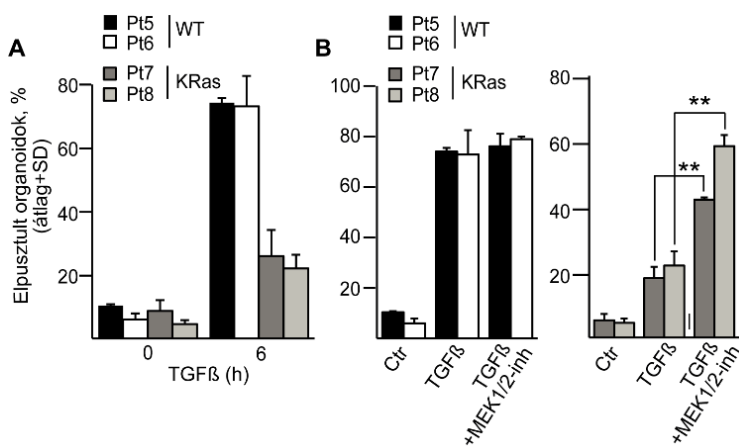 A
Pt5
Pt6
WT
Pt7
Pt8
KRas
Elpusztult organoidok, %
(átlag+SD)
80
60
40
20
0
6
TGFß (h)
B
Pt5
Pt6
WT
Pt7
Pt8
KRas
100
80
60
40
20
Ctr
TGFß
TGFß
+MEK1/2-inh
80
60
40
20
**
**
Ctr
TGFß
TGFß
+MEK1/2-inh